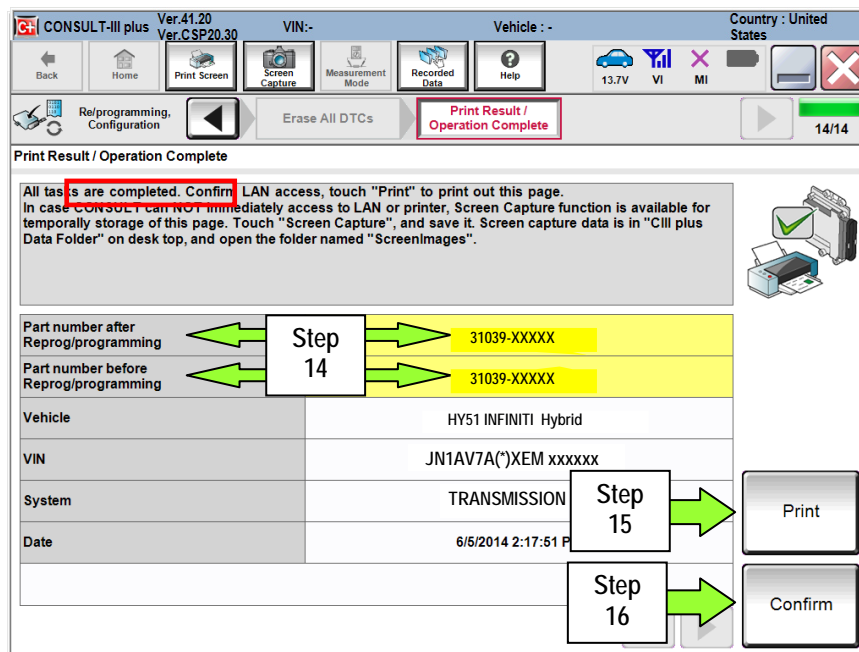 CONSULT-III plus Ver.41.20 VIN:- Vehicle : - Country : United
Ver.CSP20.30 States
Back Home Print Screen Screen Capture Measurement Mode Recorded Data Help 13.7V VI MI
Re/programming, Configuration Erase All DTCs Print Result / Operation Complete 14/14
Print Result / Operation Complete
All tasks are completed. Confirm LAN access, touch "Print" to print out this page.
In case CONSULT can NOT immediately access to LAN or printer, Screen Capture function is available for
temporally storage of this page. Touch "Screen Capture", and save it. Screen capture data is in "CIII plus
Data Folder" on desk top, and open the folder named "ScreenImages".
Part number after
Reprog/programming
31039-XXXXX
Step
14
Part number before
Reprog/programming
31039-XXXXX
Vehicle HY51 INFINITI Hybrid
VIN JN1AV7A(*)XEM xxxxxx
System TRANSMISSION
Step
15
Print
Date 6/5/2014 2:17:51 P
Step
16
Confirm